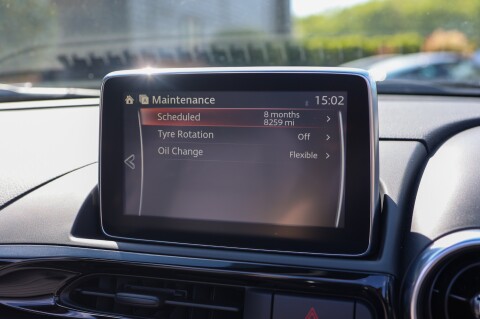 Maintenance 15:02
Scheduled 8 months
8259 mi
Tyre Rotation Off
Oil Change Flexible